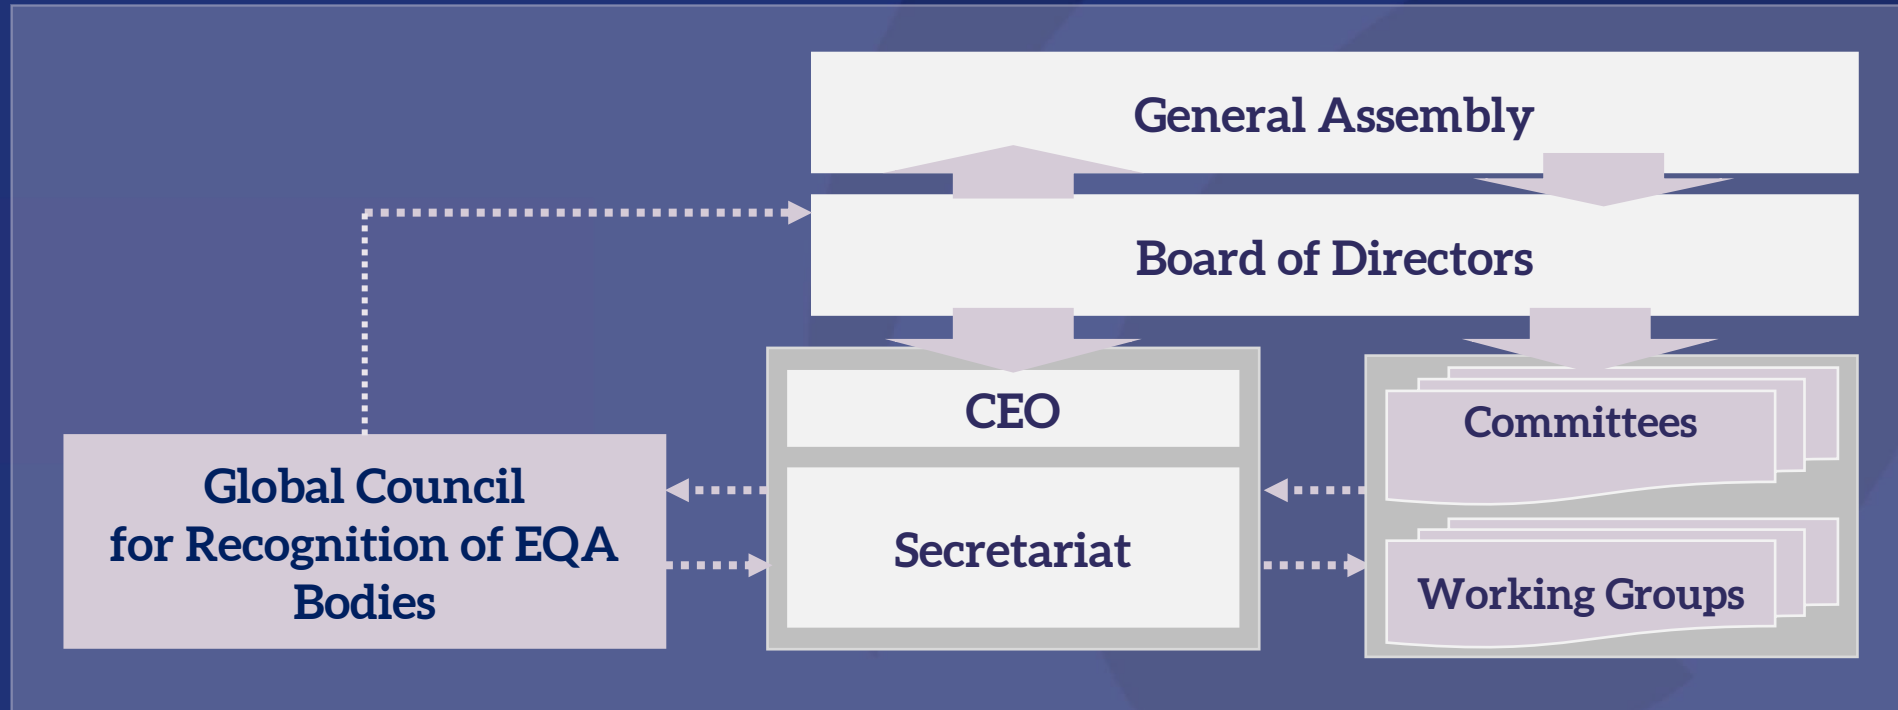 General Assembly
Board of Directors
CEO
Secretariat
Committees
Working Groups
Global Council
for Recognition of EQA
Bodies